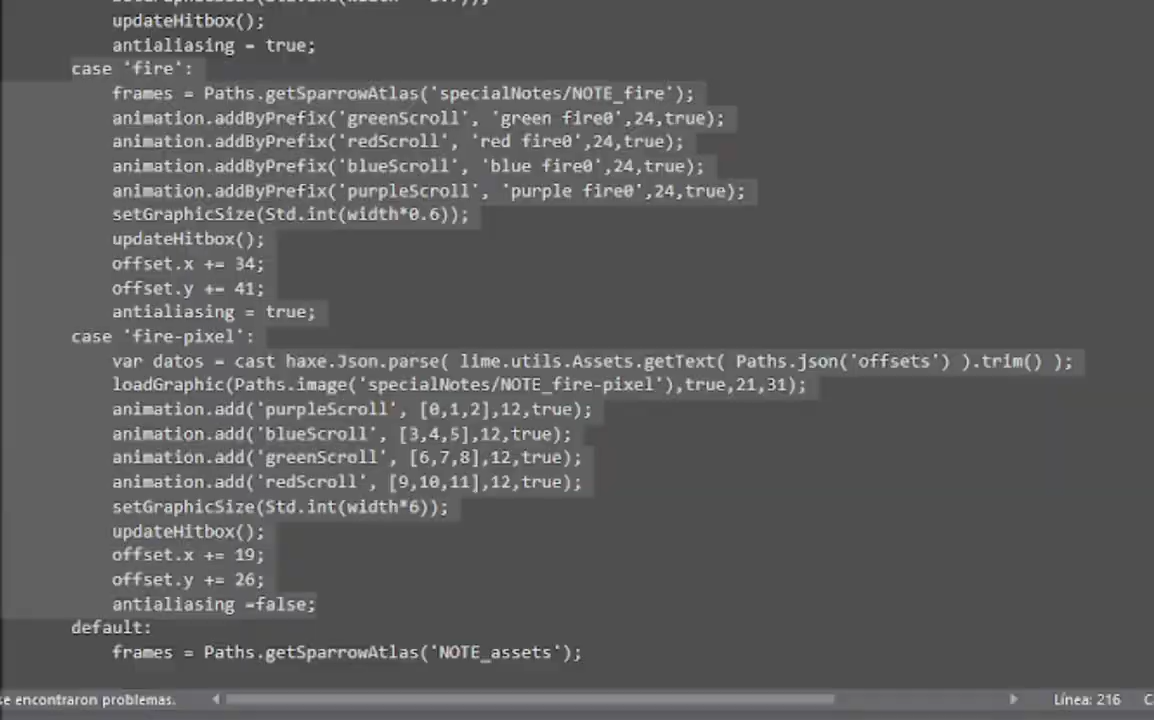 updateHitbox();
antialiasing = true;
case 'fire':
frames = Paths.getSparrowAtlas('specialNotes/NOTE_fire');
animation.addByPrefix('greenScroll', 'green fire0',24,true);
animation.addByPrefix('redScroll', 'red fire0',24,true);
animation.addByPrefix('blueScroll', 'blue fire0',24,true);
animation.addByPrefix('purpleScroll', 'purple fire0',24,true);
setGraphicSize(Std.int(width*0.6));
updateHitbox();
offset.x += 34;
offset.y += 41;
antialiasing = true;
case 'fire-pixel':
var datos = cast haxe.Json.parse( lime.utils.Assets.getText( Paths.json('offsets') ).trim() );
loadGraphic(Paths.image('specialNotes/NOTE_fire-pixel'),true,21,31);
animation.add('purpleScroll', [0,1,2],12,true);
animation.add('blueScroll', [3,4,5],12,true);
animation.add('greenScroll', [6,7,8],12,true);
animation.add('redScroll', [9,10,11],12,true);
setGraphicSize(Std.int(width*6));
updateHitbox();
offset.x += 19;
offset.y += 26;
antialiasing =false;
default:
frames = Paths.getSparrowAtlas('NOTE_assets');
se encontraron problemas.
Línea: 216